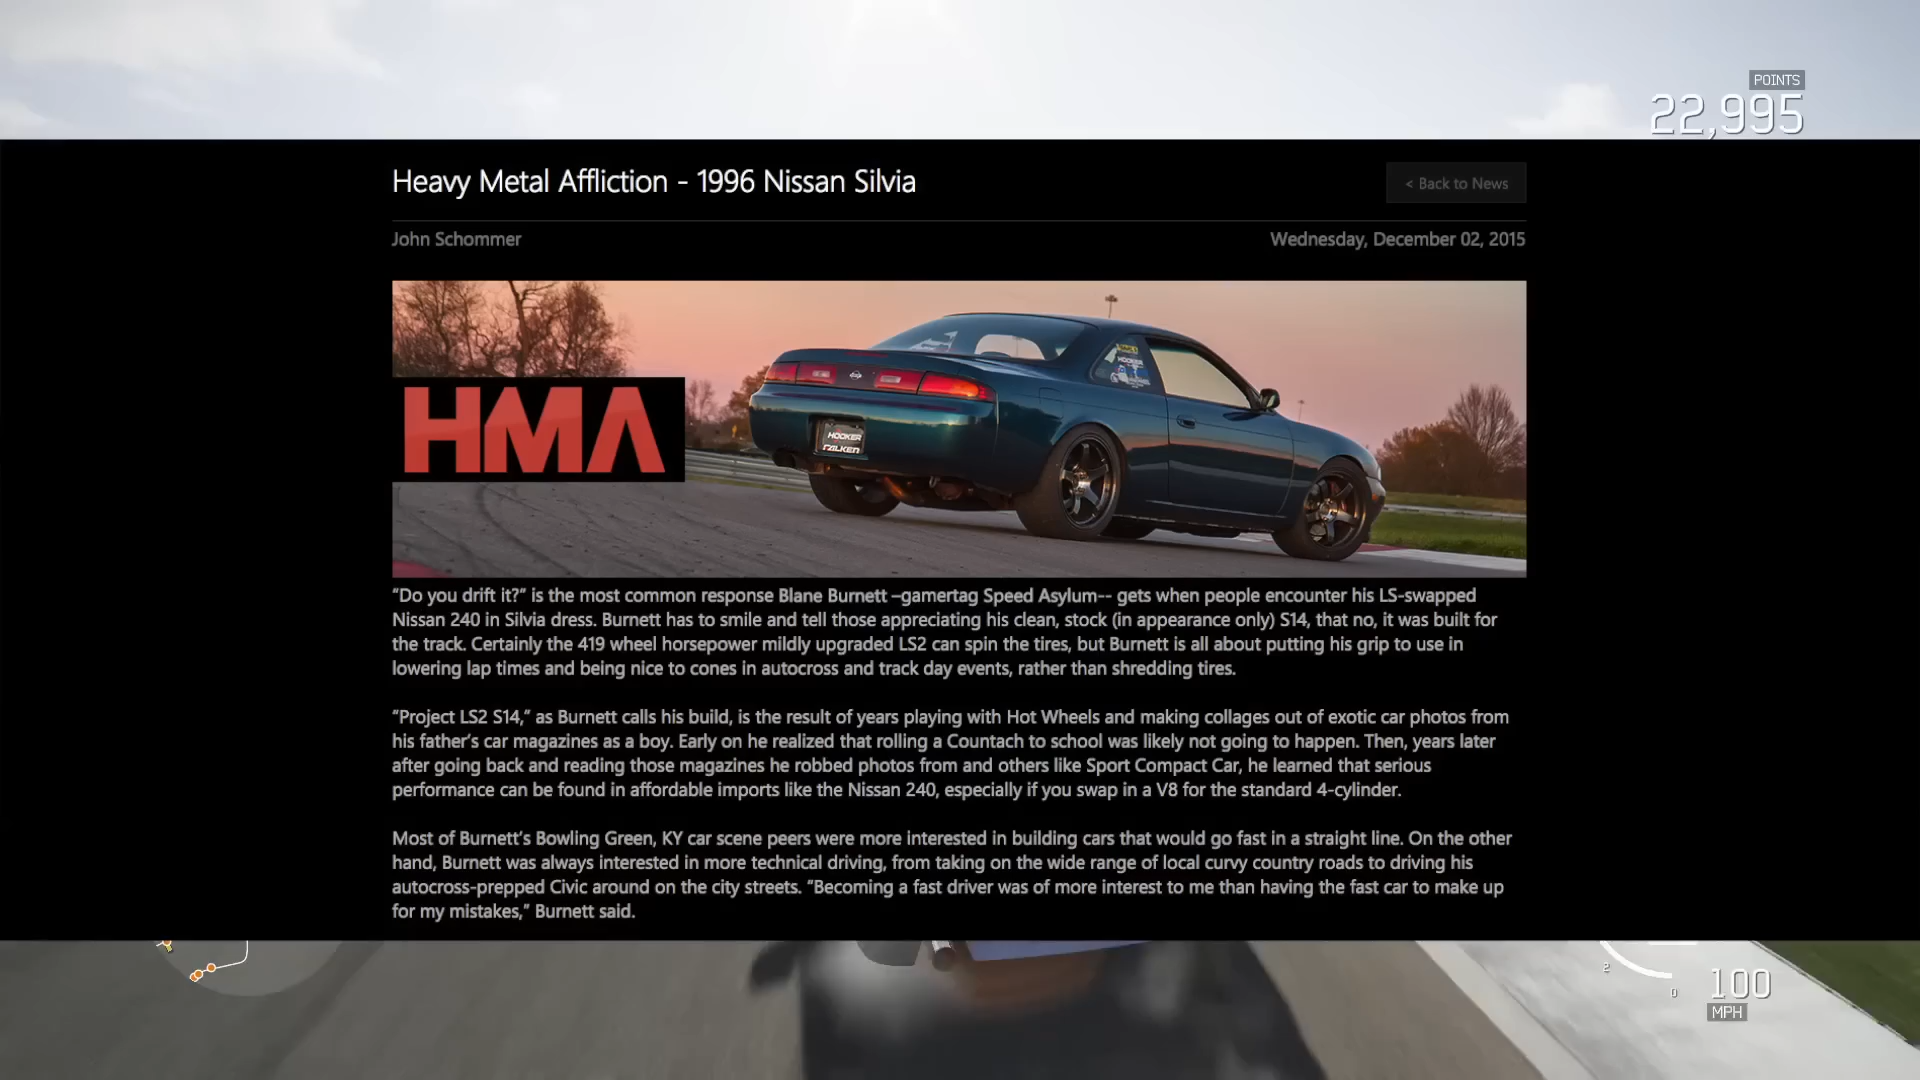 POINTS
22,995
Heavy Metal Affliction - 1996 Nissan Silvia
< Back to News
John Schommer
Wednesday, December 02, 2015
HMA
HOOKER
HOOKER
FALKEN
“Do you drift it?” is the most common response Blane Burnett –gamertag Speed Asylum-- gets when people encounter his LS-swapped
Nissan 240 in Silvia dress. Burnett has to smile and tell those appreciating his clean, stock (in appearance only) S14, that no, it was built for
the track. Certainly the 419 wheel horsepower mildly upgraded LS2 can spin the tires, but Burnett is all about putting his grip to use in
lowering lap times and being nice to cones in autocross and track day events, rather than shredding tires.
“Project LS2 S14,” as Burnett calls his build, is the result of years playing with Hot Wheels and making collages out of exotic car photos from
his father’s car magazines as a boy. Early on he realized that rolling a Countach to school was likely not going to happen. Then, years later
after going back and reading those magazines he robbed photos from and others like Sport Compact Car, he learned that serious
performance can be found in affordable imports like the Nissan 240, especially if you swap in a V8 for the standard 4-cylinder.
Most of Burnett’s Bowling Green, KY car scene peers were more interested in building cars that would go fast in a straight line. On the other
hand, Burnett was always interested in more technical driving, from taking on the wide range of local curvy country roads to driving his
autocross-prepped Civic around on the city streets. “Becoming a fast driver was of more interest to me than having the fast car to make up
for my mistakes,” Burnett said.
2
0
100
MPH